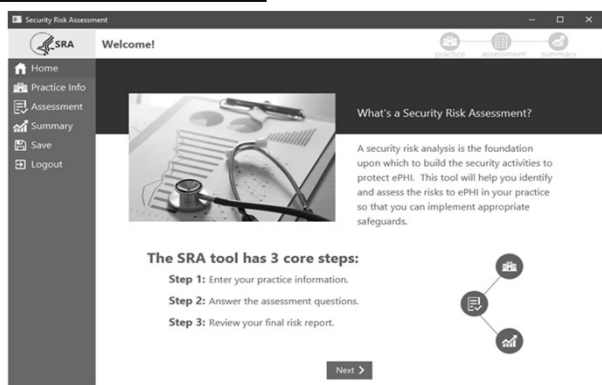 Security Risk Assessment
SRA
Welcome!
practice
assessment
summary
Home
Practice Info
Assessment
Summary
Save
Logout
What's a Security Risk Assessment?
A security risk analysis is the foundation
upon which to build the security activities to
protect ePHI. This tool will help you identify
and assess the risks to ePHI in your practice
so that you can implement appropriate
safeguards.
The SRA tool has 3 core steps:
Step 1: Enter your practice information.
Step 2: Answer the assessment questions.
Step 3: Review your final risk report.
Next